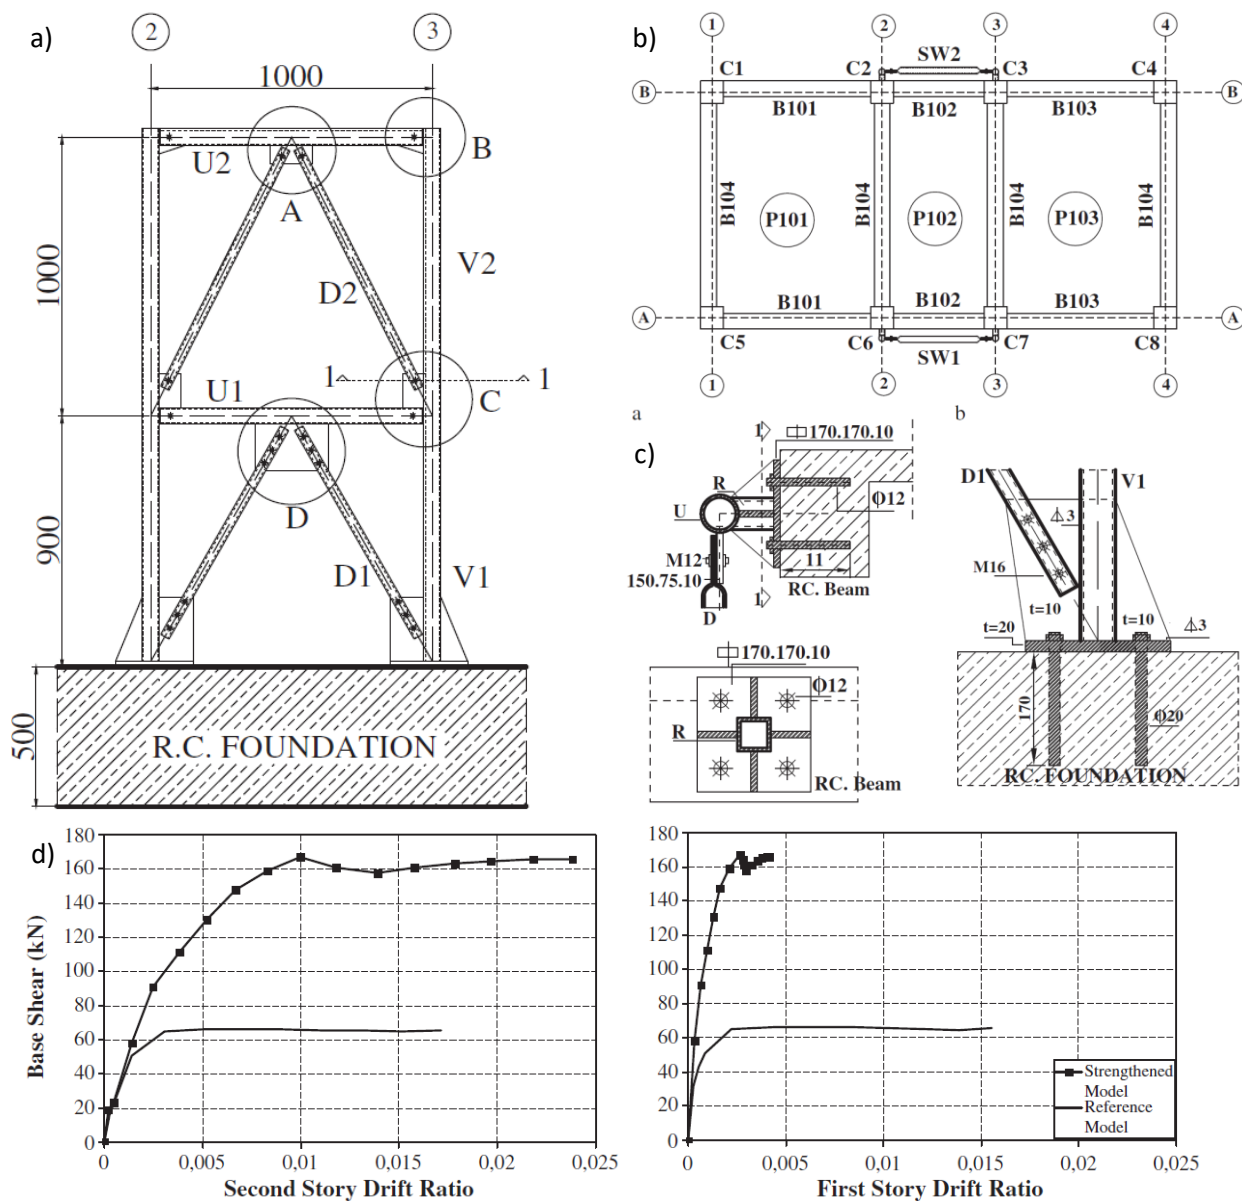 a)
2
3
1000
B
U2
A
1000
V2
D2
1
1
U1
C
900
D
D1
V1
500
R.C. FOUNDATION
b)
1
2
3
4
SW2
C1
C2
C3
C4
B
B
B101
B102
B103
B104
B104
B104
B104
P101
P102
P103
B101
B102
B103
A
A
C5
C6
C7
C8
SW1
1
2
3
4
a
b
c)
1
170.170.10
R
U
Φ12
M12
11
150.75.10
RC. Beam
1
D
170.170.10
Φ12
R
RC. Beam
D1
V1
3
M16
t=10
t=10
t=20
3
170
Φ20
RC. FOUNDATION
d)
Base Shear (kN)
180
160
140
120
100
80
60
40
20
0
0
0,005
0,01
0,015
0,02
0,025
Second Story Drift Ratio
180
160
140
120
100
80
60
40
20
0
0
0,005
0,01
0,015
0,02
0,025
First Story Drift Ratio
Strengthened
Model
Reference
Model